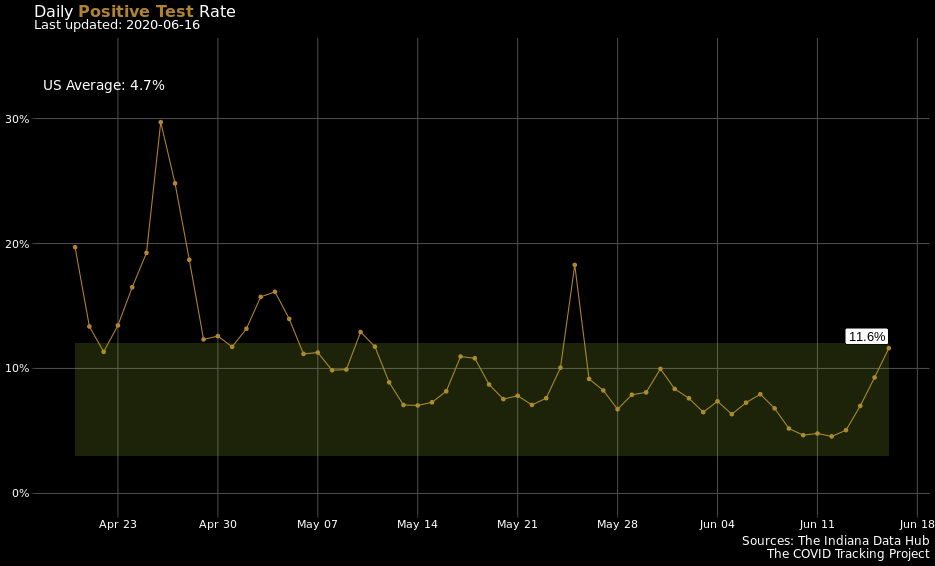 Daily Positive Test Rate
Last updated: 2020-06-16
US Average: 4.7%
30%
20%
10%
0%
11.6%
Apr 23 Apr 30 May 07 May 14 May 21 May 28 Jun 04 Jun 11 Jun 18
Sources: The Indiana Data Hub
The COVID Tracking Project